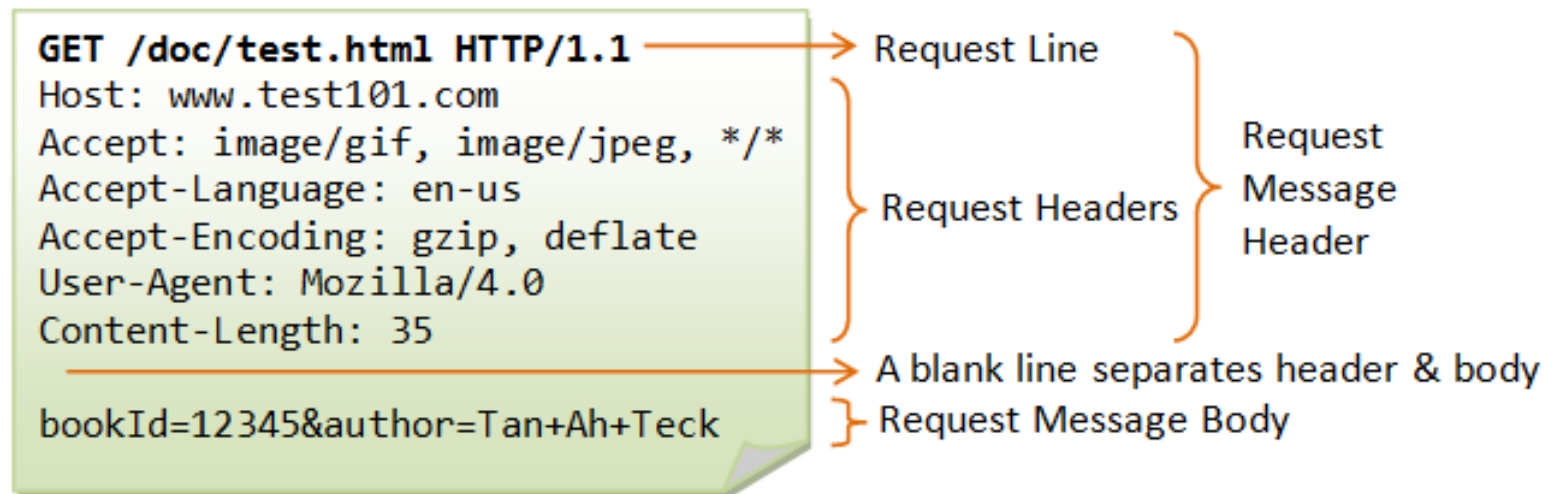 GET /doc/test.html HTTP/1.1
Host: www.test101.com
Accept: image/gif, image/jpeg, */*
Accept-Language: en-us
Accept-Encoding: gzip, deflate
User-Agent: Mozilla/4.0
Content-Length: 35
bookId=12345&author=Tan+Ah+Teck
Request Line
Request Headers
Request
Message
Header
A blank line separates header & body
Request Message Body